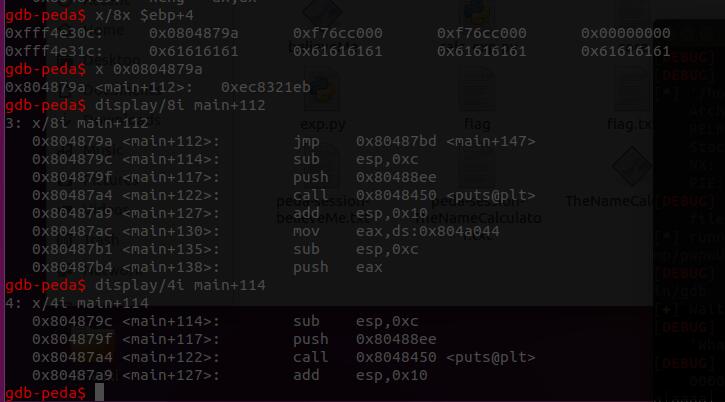 gdb-peda$ x/8x $ebp+4
0xfff4e30c: 0x0804879a 0xf76cc000 0xf76cc000 0x00000000
0xfff4e31c: 0x61616161 0x61616161 0x61616161 0x61616161
gdb-peda$ x 0x0804879a
0x804879a <main+112>: 0xec8321eb
gdb-peda$ display/8i main+112
3: x/8i main+112
0x804879a <main+112>: jmp 0x80487bd <main+147>
0x804879c <main+114>: sub esp,0xc
0x804879f <main+117>: push 0x80488ee
0x80487a4 <main+122>: call 0x8048450 <puts@plt>
0x80487a9 <main+127>: add esp,0x10
0x80487ac <main+130>: mov eax,ds:0x804a044
0x80487b1 <main+135>: sub esp,0xc
0x80487b4 <main+138>: push eax
gdb-peda$ display/4i main+114
4: x/4i main+114
0x804879c <main+114>: sub esp,0xc
0x804879f <main+117>: push 0x80488ee
0x80487a4 <main+122>: call 0x8048450 <puts@plt>
0x80487a9 <main+127>: add esp,0x10
gdb-peda$
exp.py
flag
flag.txt